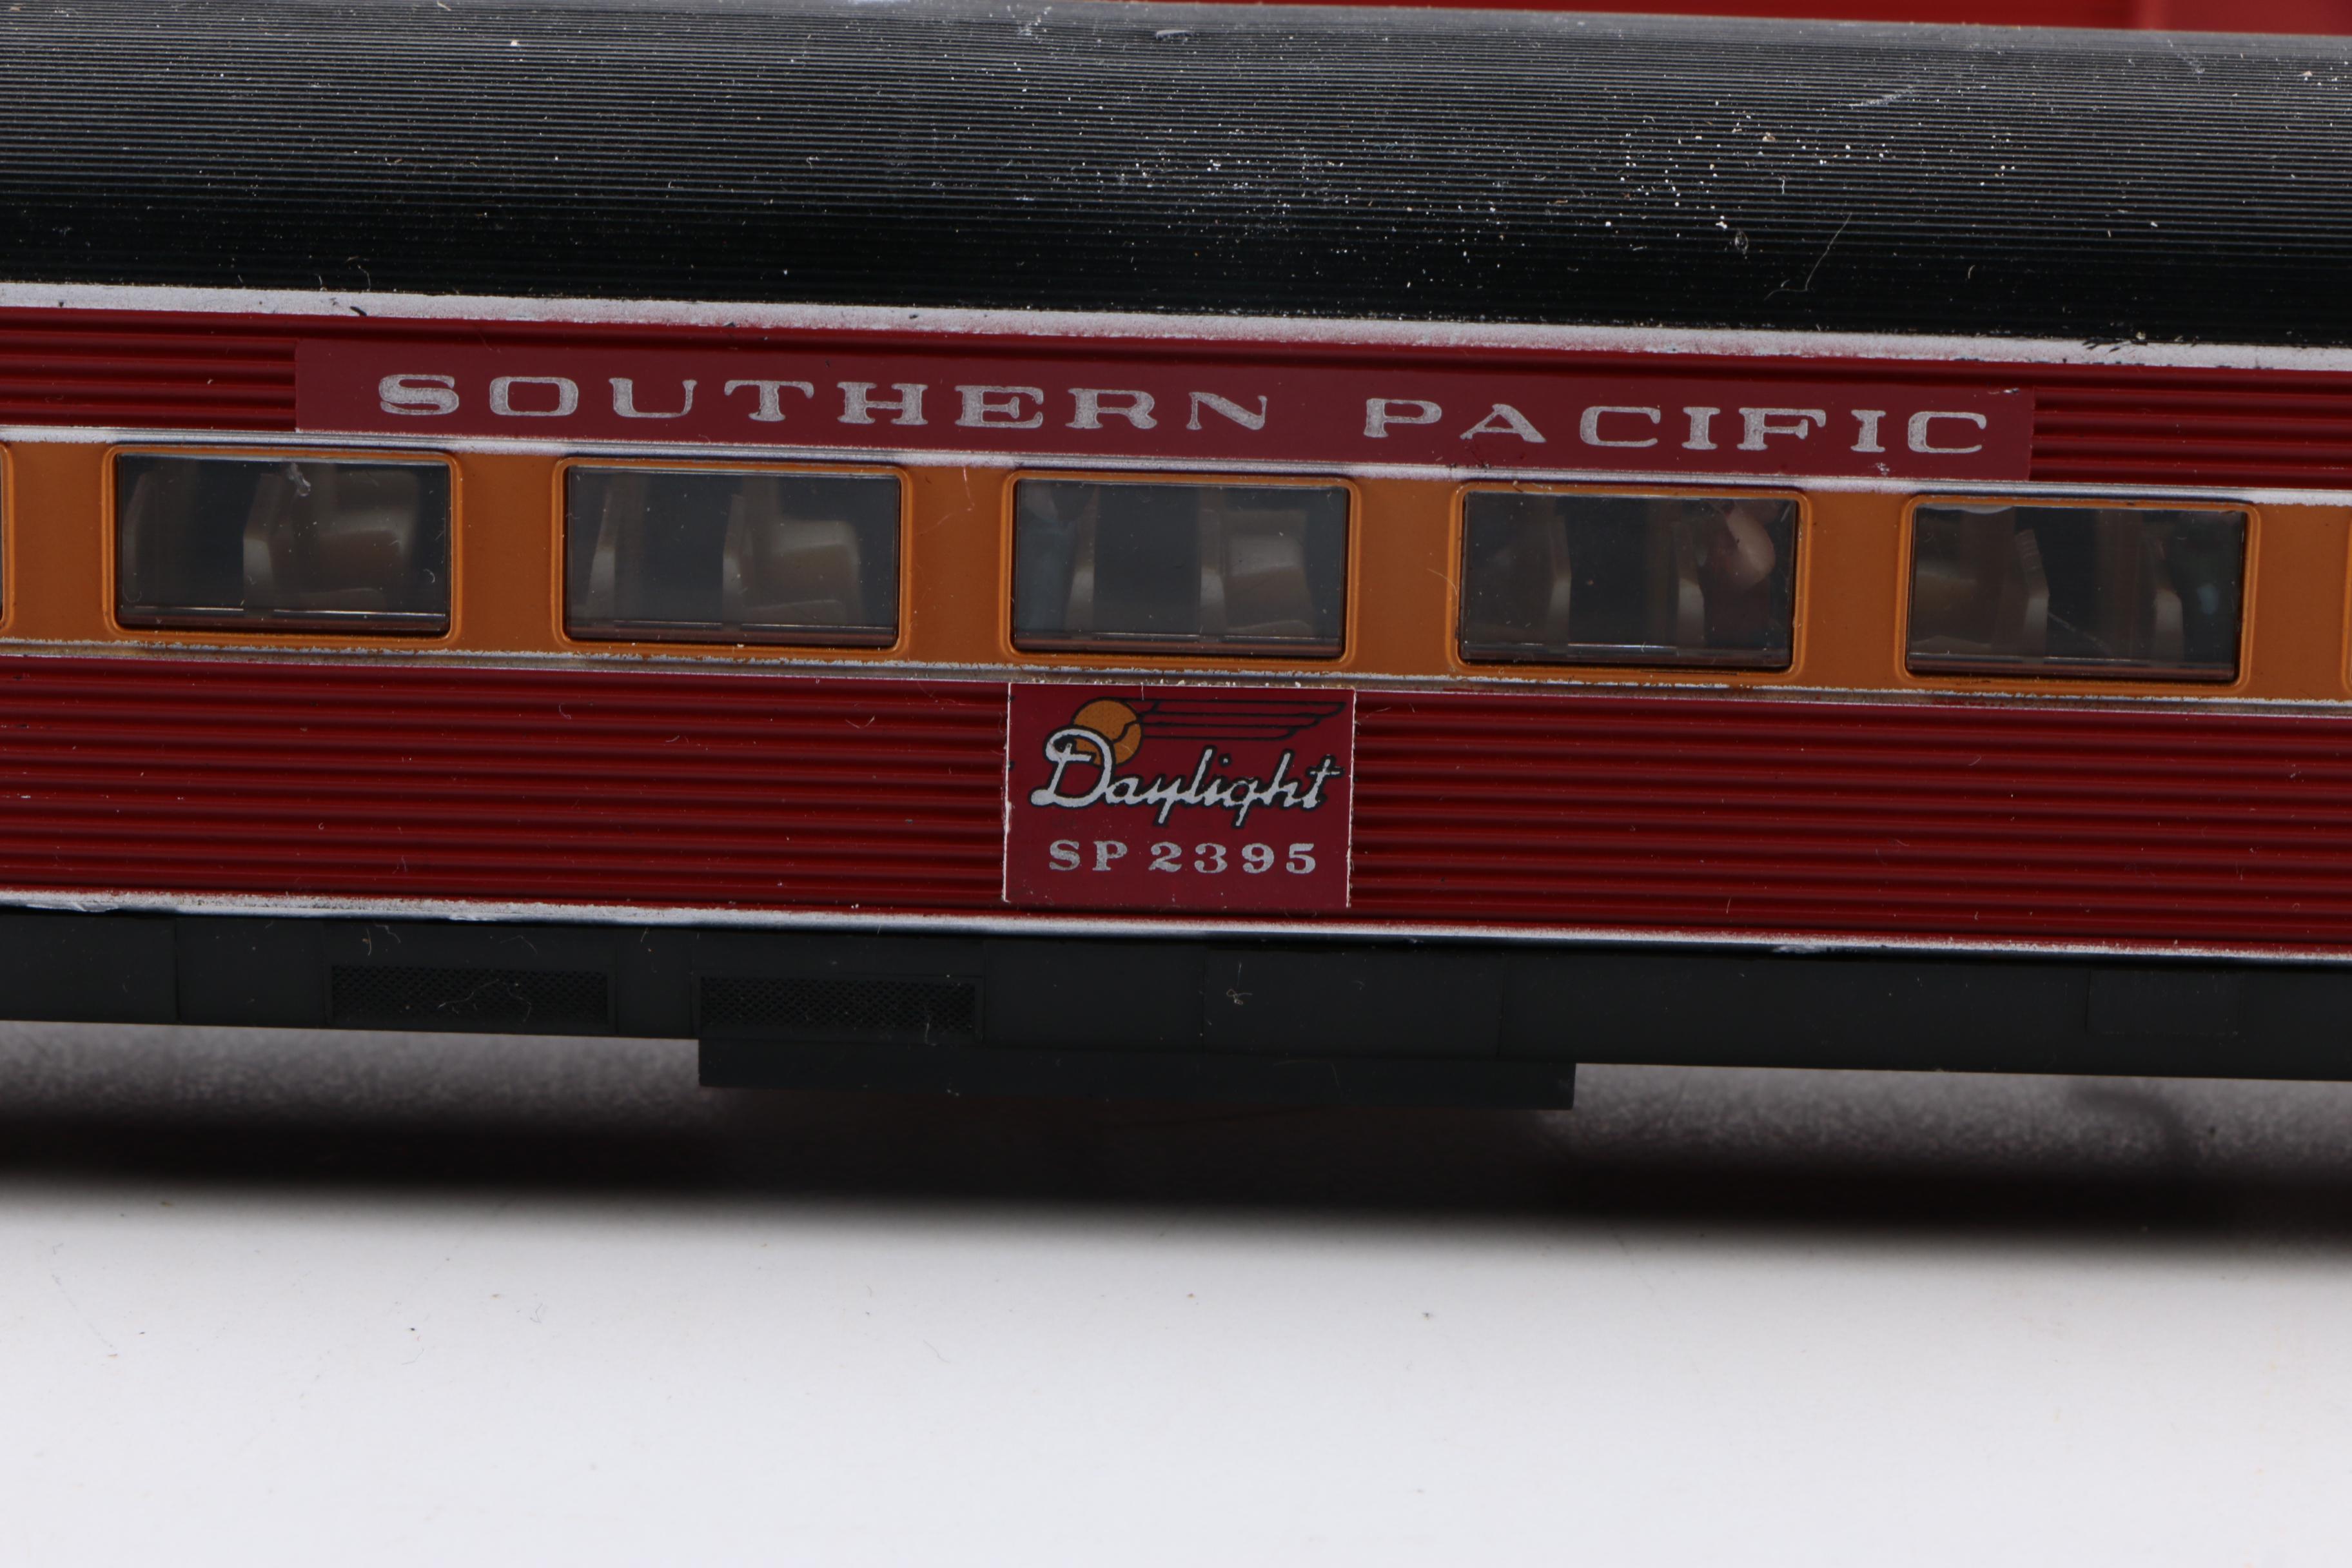 SOUTHERN PACIFIC
Daylight
SP 2395